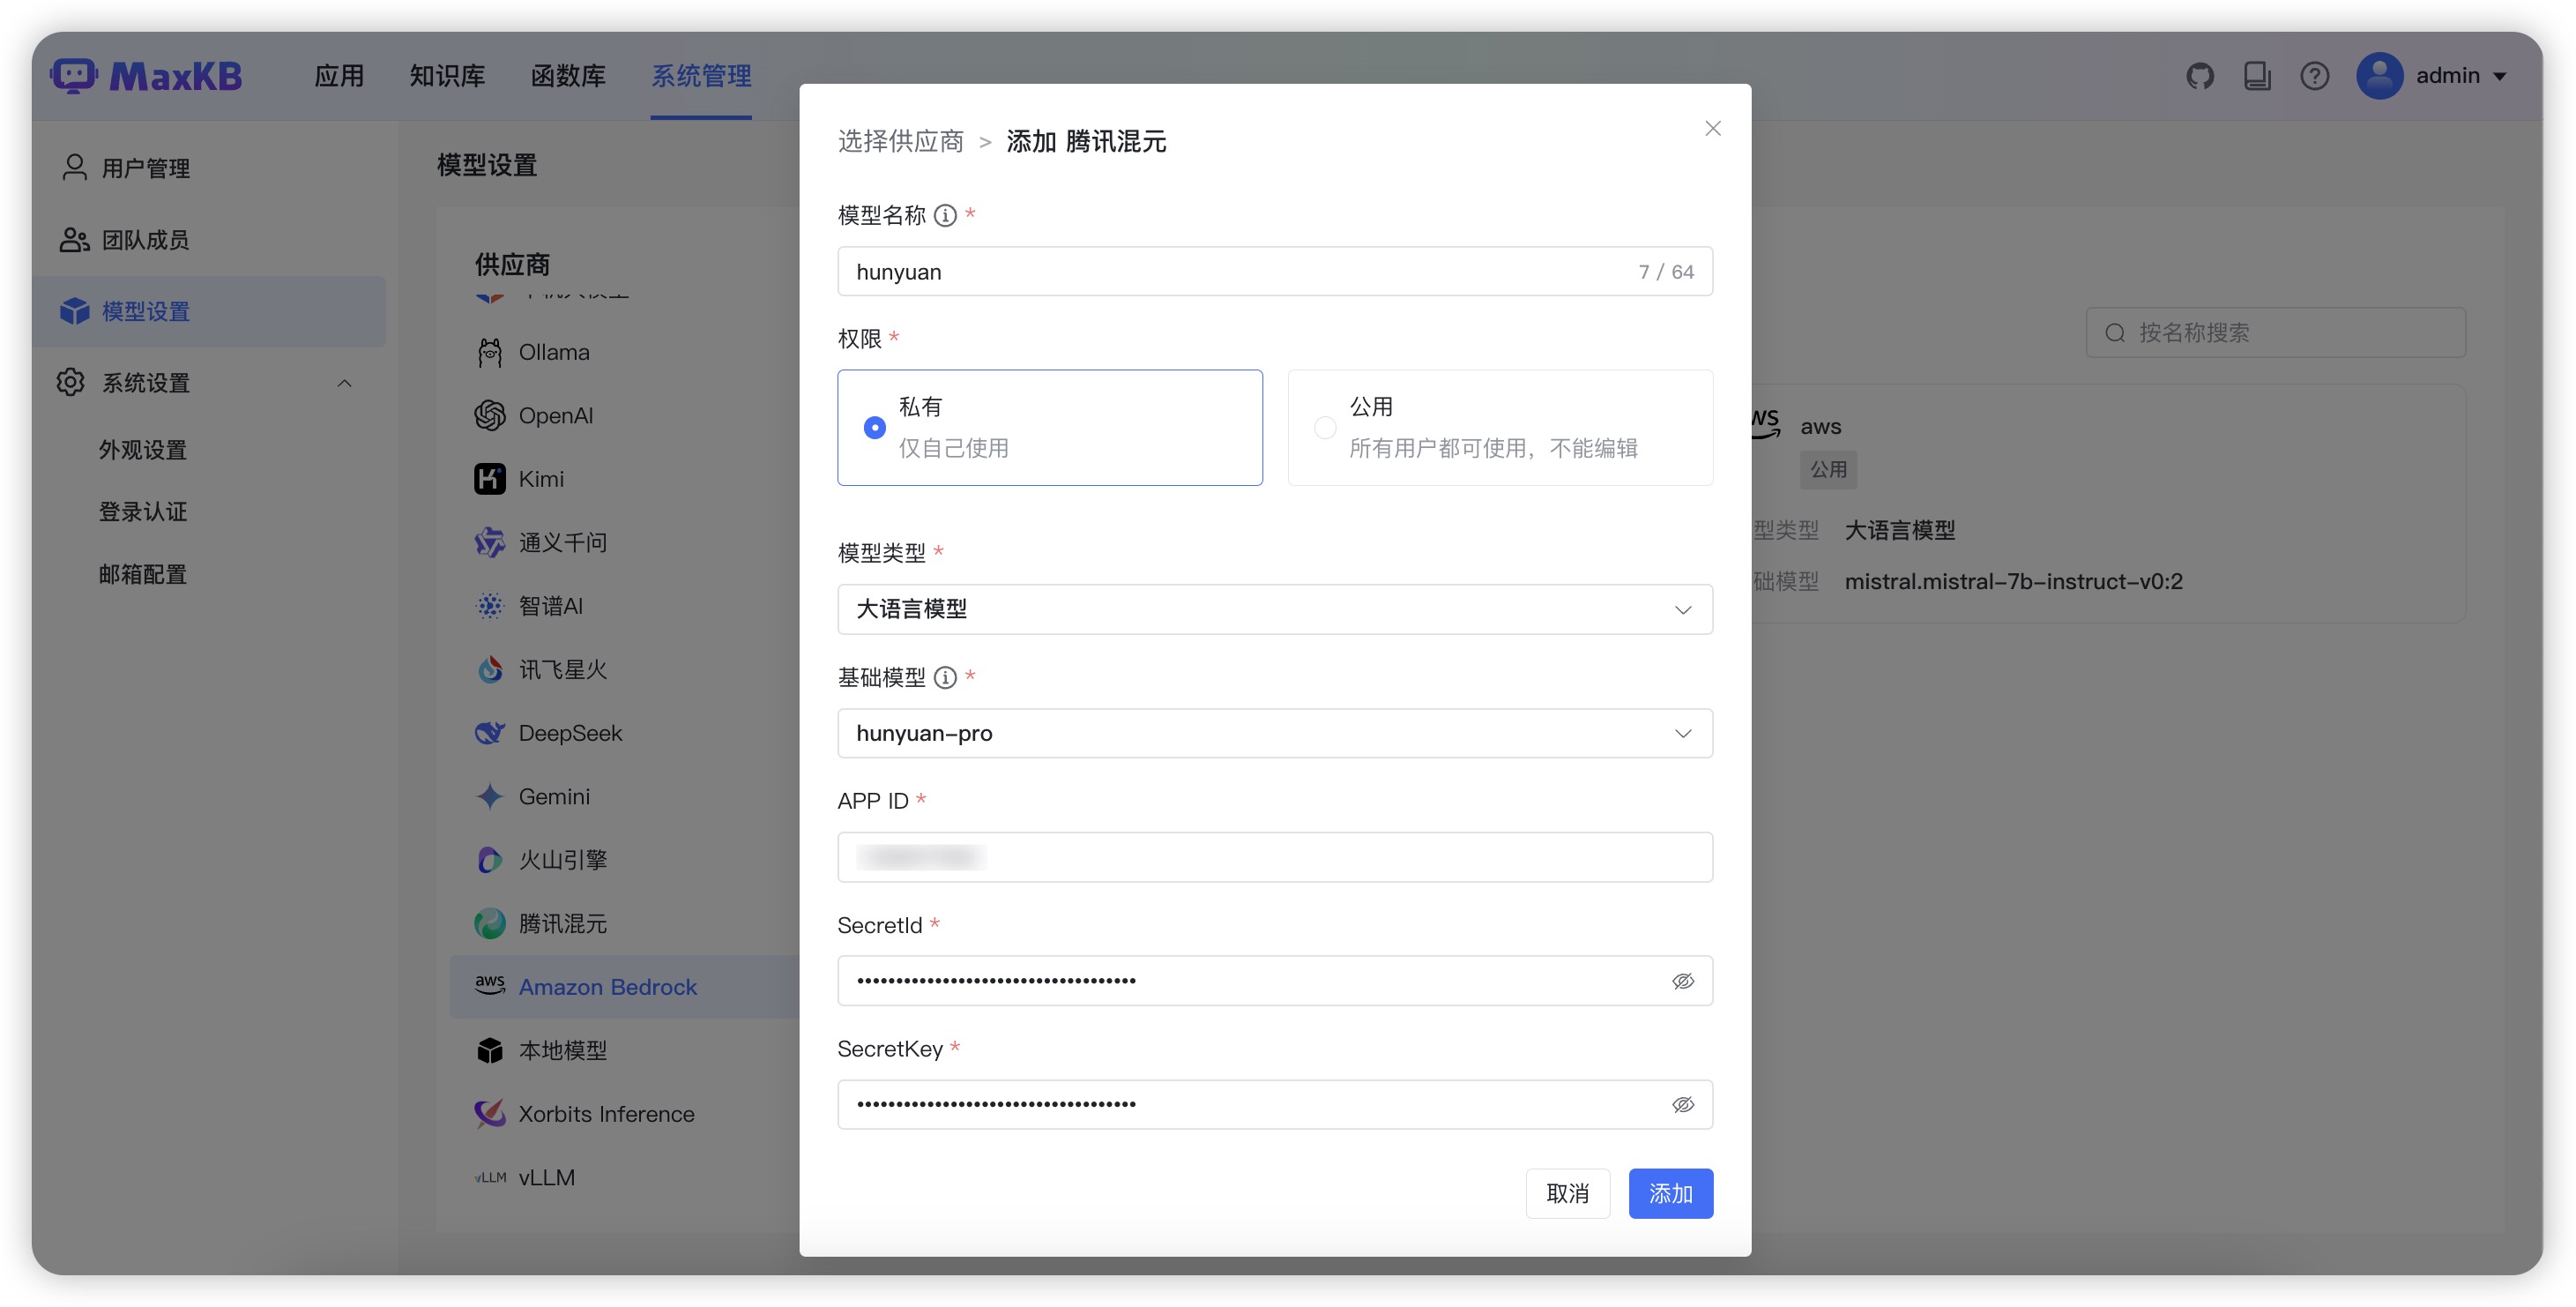 MaxKB
应用
知识库
函数库
系统管理
admin
用户管理
团队成员
模型设置
系统设置
外观设置
登录认证
邮箱配置
模型设置
供应商
Ollama
OpenAI
Kimi
通义千问
智谱AI
讯飞星火
DeepSeek
Gemini
火山引擎
腾讯混元
aws Amazon Bedrock
本地模型
Xorbits Inference
vLLM vLLM
选择供应商 > 添加 腾讯混元
模型名称 *
hunyuan
7 / 64
权限 *
私有
仅自己使用
公用
所有用户都可使用，不能编辑
模型类型 *
大语言模型
基础模型 *
hunyuan-pro
APP ID *
SecretId *
••••••••••••••••••••••••••••••••••••
SecretKey *
••••••••••••••••••••••••••••••••••••
取消
添加
按名称搜索
aws
公用
型类型 大语言模型
础模型 mistral.mistral-7b-instruct-v0:2